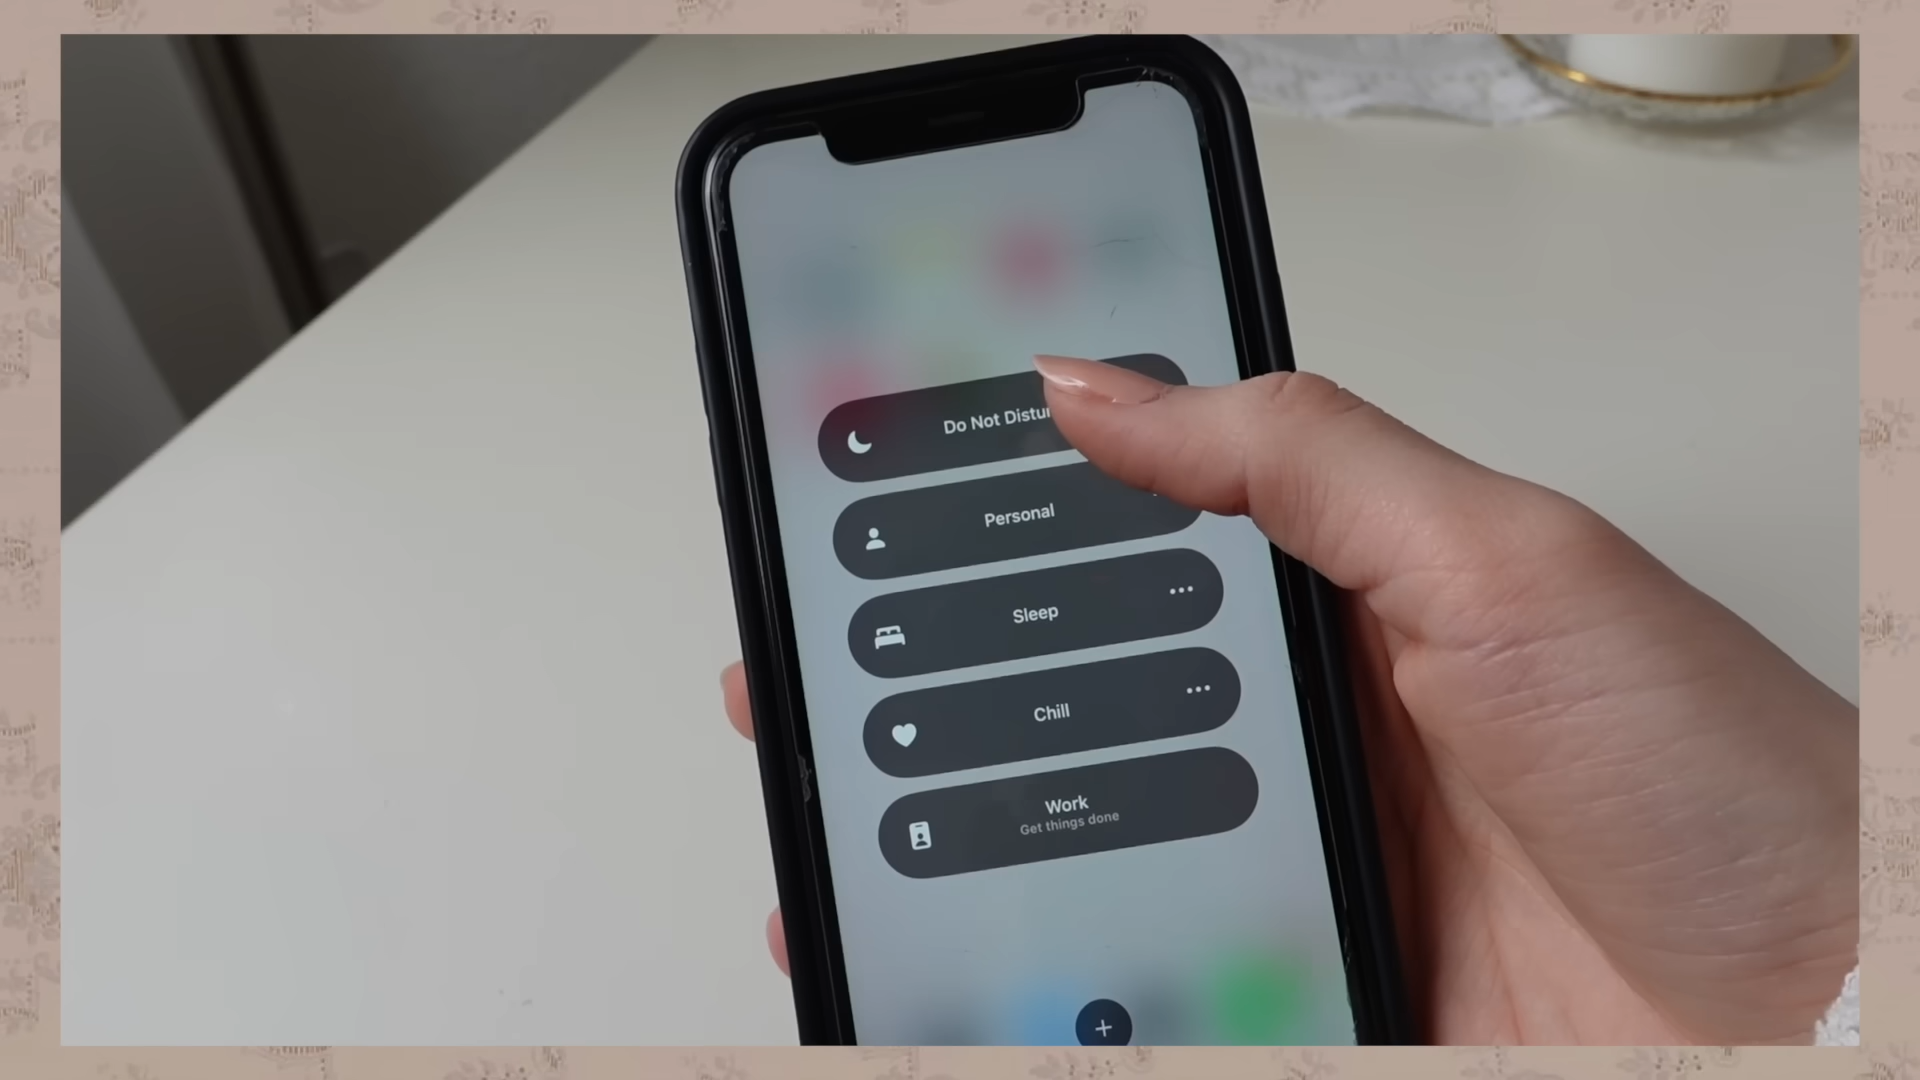 Do Not Distur
Personal
Sleep
Chill
Work
Get things done